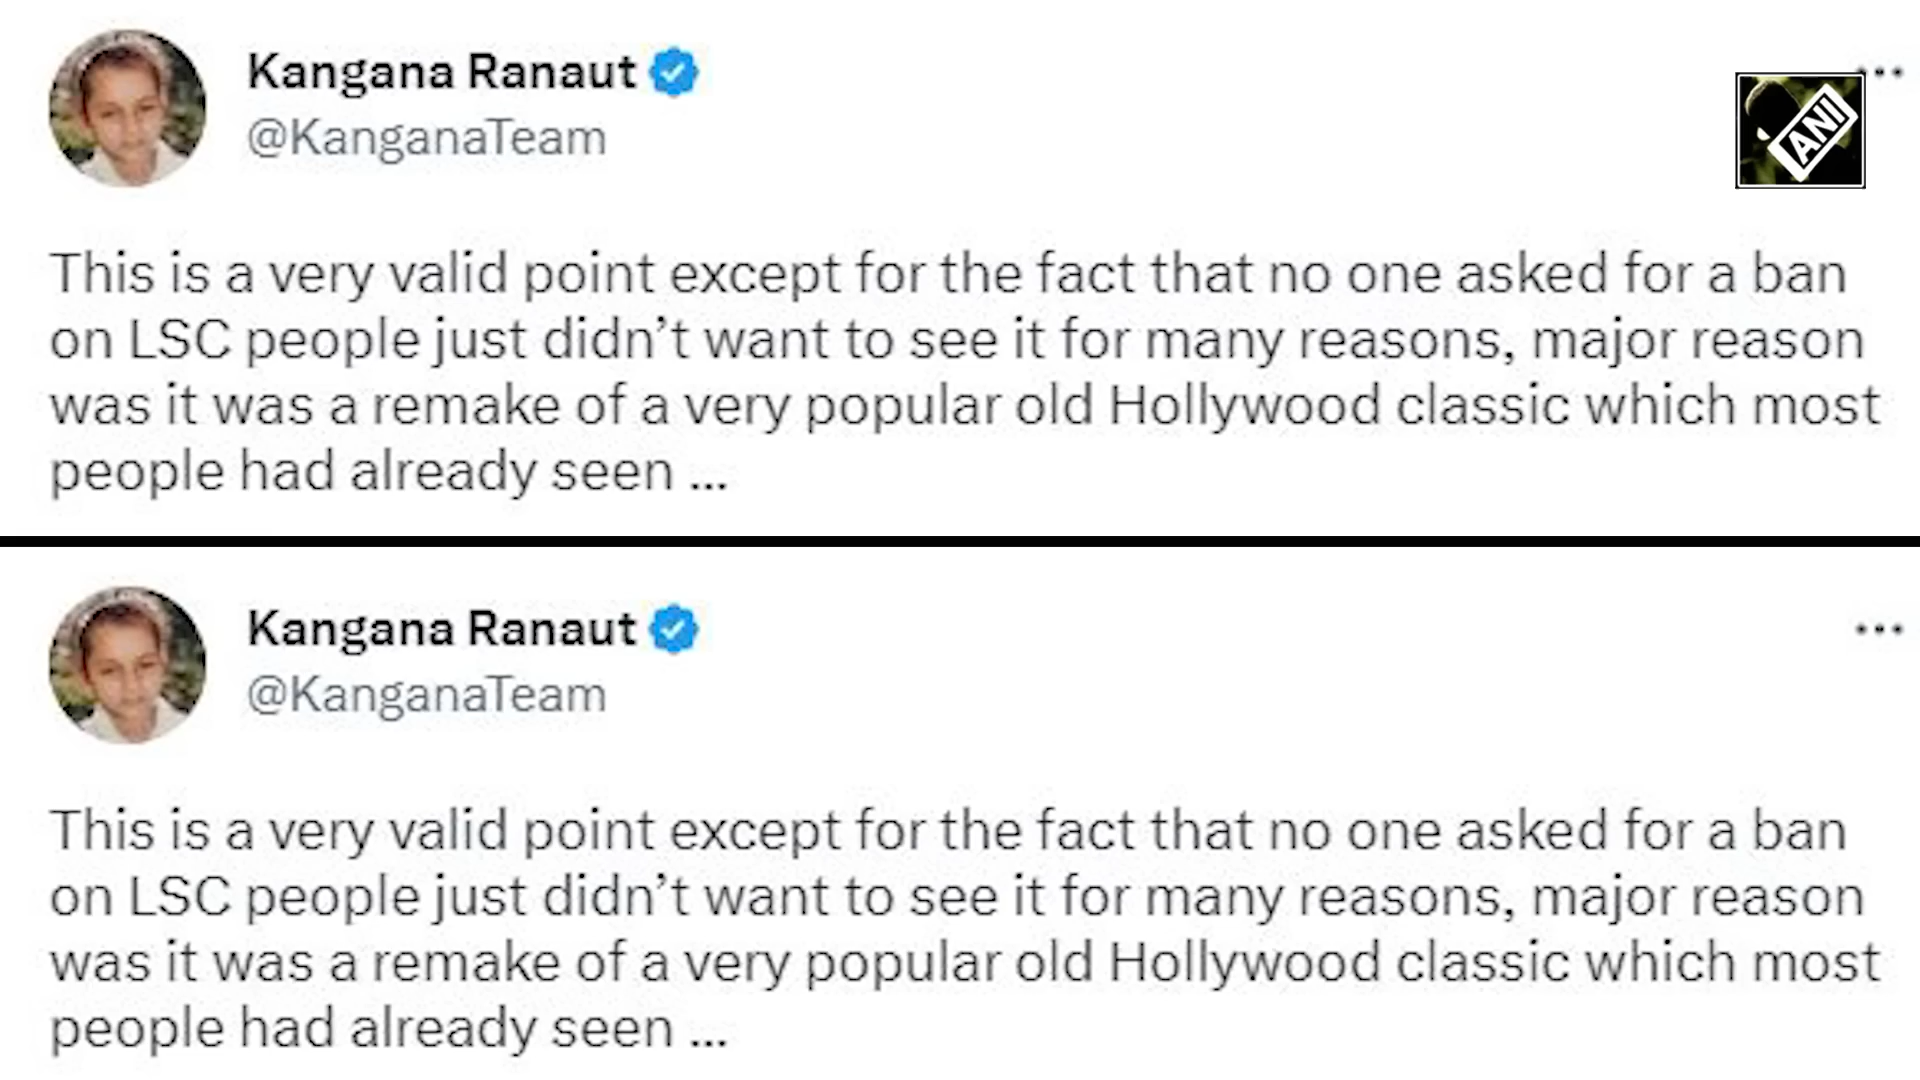 Kangana Ranaut
@KanganaTeam
...
ANI
This is a very valid point except for the fact that no one asked for a ban
on LSC people just didn’t want to see it for many reasons, major reason
was it was a remake of a very popular old Hollywood classic which most
people had already seen ...
Kangana Ranaut
@KanganaTeam
...
This is a very valid point except for the fact that no one asked for a ban
on LSC people just didn’t want to see it for many reasons, major reason
was it was a remake of a very popular old Hollywood classic which most
people had already seen ...